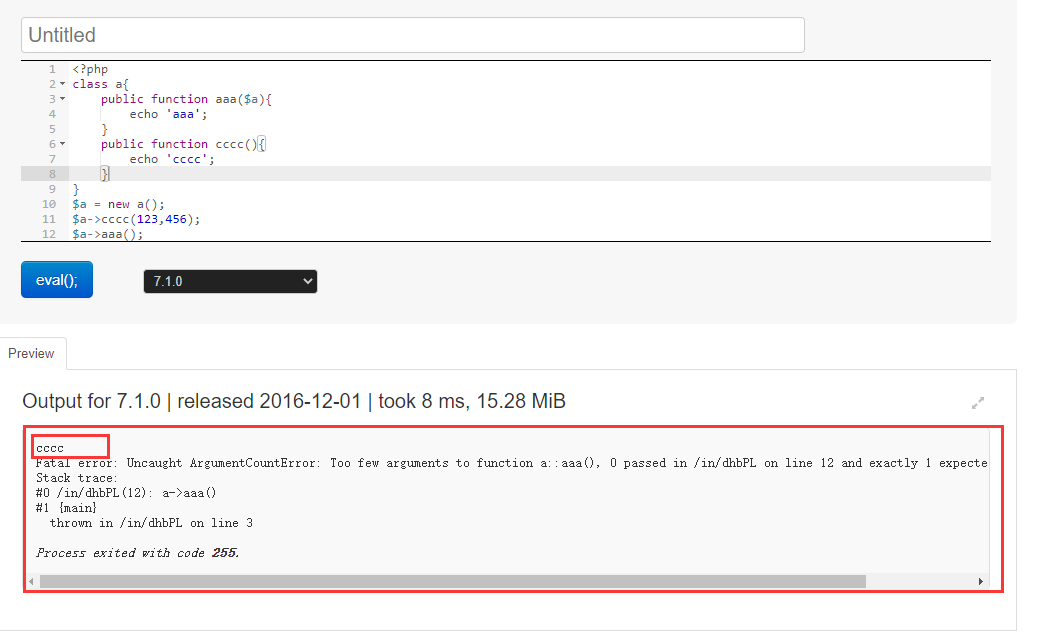 Untitled
1 <?php
2 class a{
3 public function aaa($a){
4 echo 'aaa';
5 }
6 public function cccc(){
7 echo 'cccc';
8 }
9 }
10 $a = new a();
11 $a->cccc(123,456);
12 $a->aaa();
eval(); 7.1.0
Preview
Output for 7.1.0 | released 2016-12-01 | took 8 ms, 15.28 MiB
cccc
Fatal error: Uncaught ArgumentCountError: Too few arguments to function a::aaa(), 0 passed in /in/dhbPL on line 12 and exactly 1 expecte
Stack trace:
#0 /in/dhbPL(12): a->aaa()
#1 {main}
thrown in /in/dhbPL on line 3
Process exited with code 255.